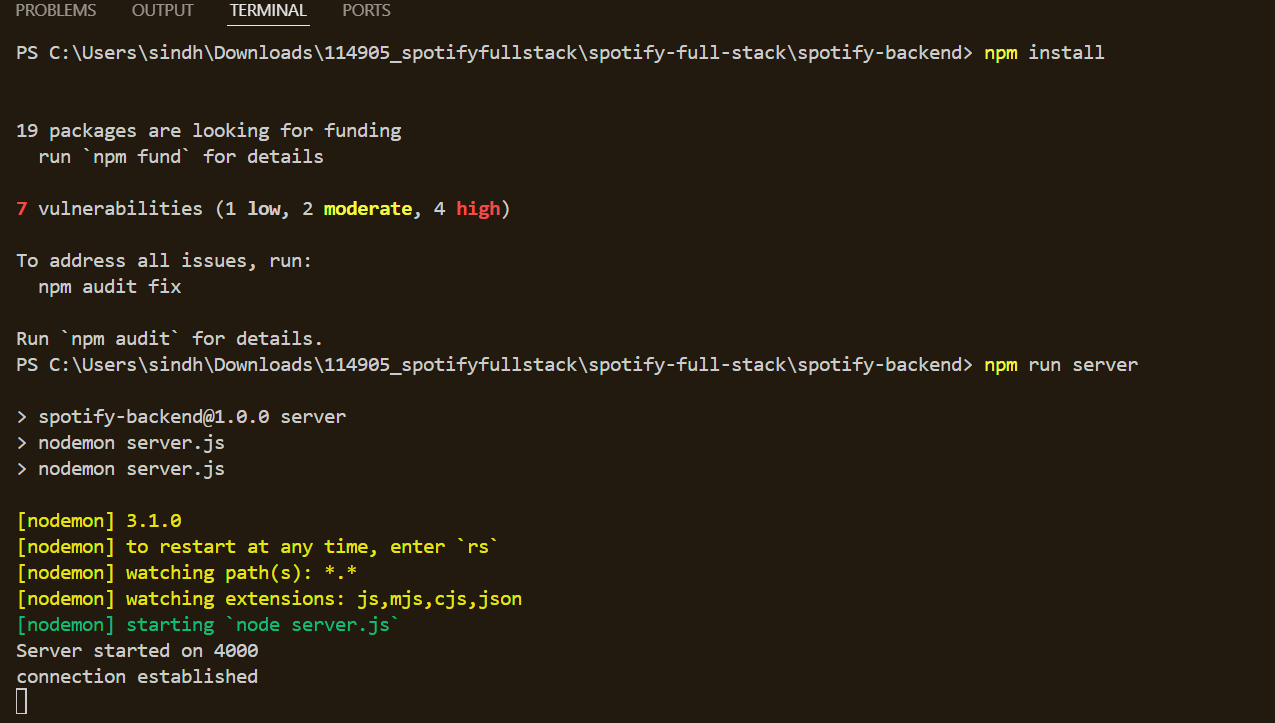 PROBLEMS OUTPUT TERMINAL PORTS
PS C:\Users\sindh\Downloads\114905_spotifyfullstack\spotify-full-stack\spotify-backend> npm install
19 packages are looking for funding
  run `npm fund` for details
7 vulnerabilities (1 low, 2 moderate, 4 high)
To address all issues, run:
  npm audit fix
Run `npm audit` for details.
PS C:\Users\sindh\Downloads\114905_spotifyfullstack\spotify-full-stack\spotify-backend> npm run server
> spotify-backend@1.0.0 server
> nodemon server.js
> nodemon server.js
[nodemon] 3.1.0
[nodemon] to restart at any time, enter `rs`
[nodemon] watching path(s): *.*
[nodemon] watching extensions: js,mjs,cjs,json
[nodemon] starting `node server.js`
Server started on 4000
connection established